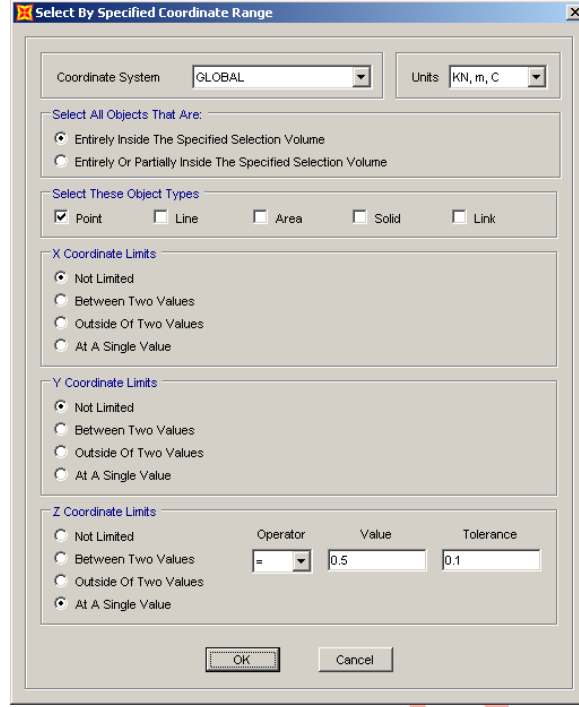 Select By Specified Coordinate Range
Coordinate System GLOBAL Units KN, m, C
Select All Objects That Are:
Entirely Inside The Specified Selection Volume
Entirely Or Partially Inside The Specified Selection Volume
Select These Object Types
Point Line Area Solid Link
X Coordinate Limits
Not Limited
Between Two Values
Outside Of Two Values
At A Single Value
Y Coordinate Limits
Not Limited
Between Two Values
Outside Of Two Values
At A Single Value
Z Coordinate Limits
Not Limited Operator Value Tolerance
Between Two Values = 0.5 0.1
Outside Of Two Values
At A Single Value
OK Cancel